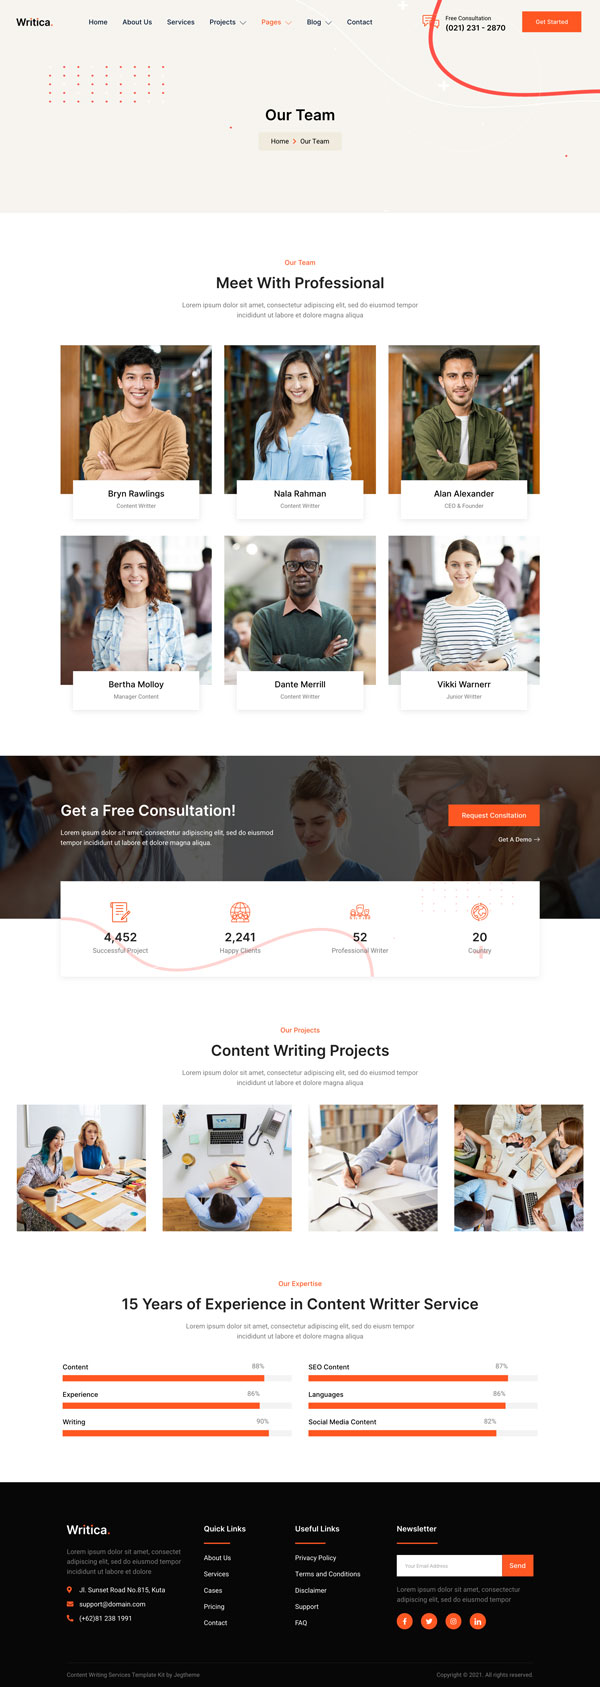 Writica.
Home About Us Services Projects Pages Blog Contact
Free Consultation
(021) 231 - 2870
Get Started
Our Team
Home Our Team
Our Team
Meet With Professional
Lorem ipsum dolor sit amet, consectetur adipiscing elit, sed do eiusmod tempor
incididunt ut labore et dolore magna aliqua
Bryn Rawlings
Content Writter
Nala Rahman
Content Writter
Alan Alexander
CEO & Founder
Bertha Molloy
Manager Content
Dante Merrill
Content Writter
Vikki Warnerr
Junior Writter
Get a Free Consultation!
Lorem ipsum dolor sit amet, consectetur adipiscing elit, sed do eiusmod
tempor incididunt ut labore et dolore magna aliqua.
Request Consitation
Get A Demo
4,452
Successful Project
2,241
Happy Clients
52
Professional Writer
20
Country
Our Projects
Content Writing Projects
Lorem ipsum dolor sit amet, consectetur adipiscing elit, sed do eiusmod tempor
incididunt ut labore et dolore magna aliqua
Our Expertise
15 Years of Experience in Content Writter Service
Lorem ipsum dolor sit amet, consectetur adipiscing elit, sed do eiusm tempor
incididunt ut labore et dolore magna aliqua
Content 88%
Experience 86%
Writing 90%
SEO Content 87%
Languages 86%
Social Media Content 82%
Writica.
Lorem ipsum dolor sit amet, consectet
adipiscing elit, sed do eiusmod tempor
incididunt ut labore et dolore
Jl. Sunset Road No.815, Kuta
support@domain.com
(+62)81 238 1991
Quick Links
About Us
Services
Cases
Pricing
Contact
Useful Links
Privacy Policy
Terms and Conditions
Disclaimer
Support
FAQ
Newsletter
Your Email Address
Send
Lorem ipsum dolor sit amet, consectetur
adipiscing elit, sed do eiusmod tempor
Content Writing Services Template Kit by Jegtheme
Copyright © 2021. All rights reserved.